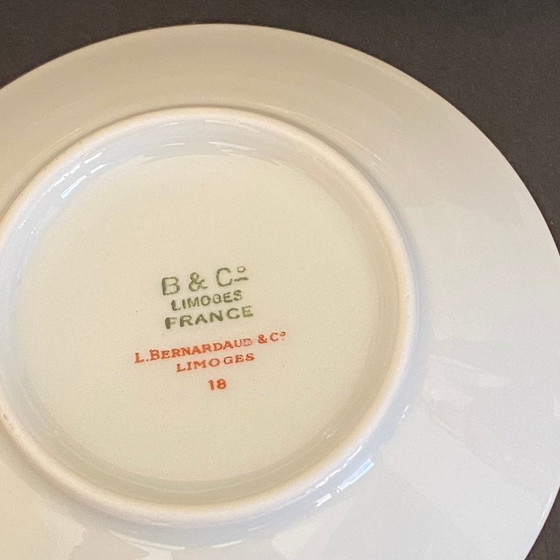 B & Cº
LIMOGES
FRANCE
L. BERNARDAUD & Cº
LIMOGES
18